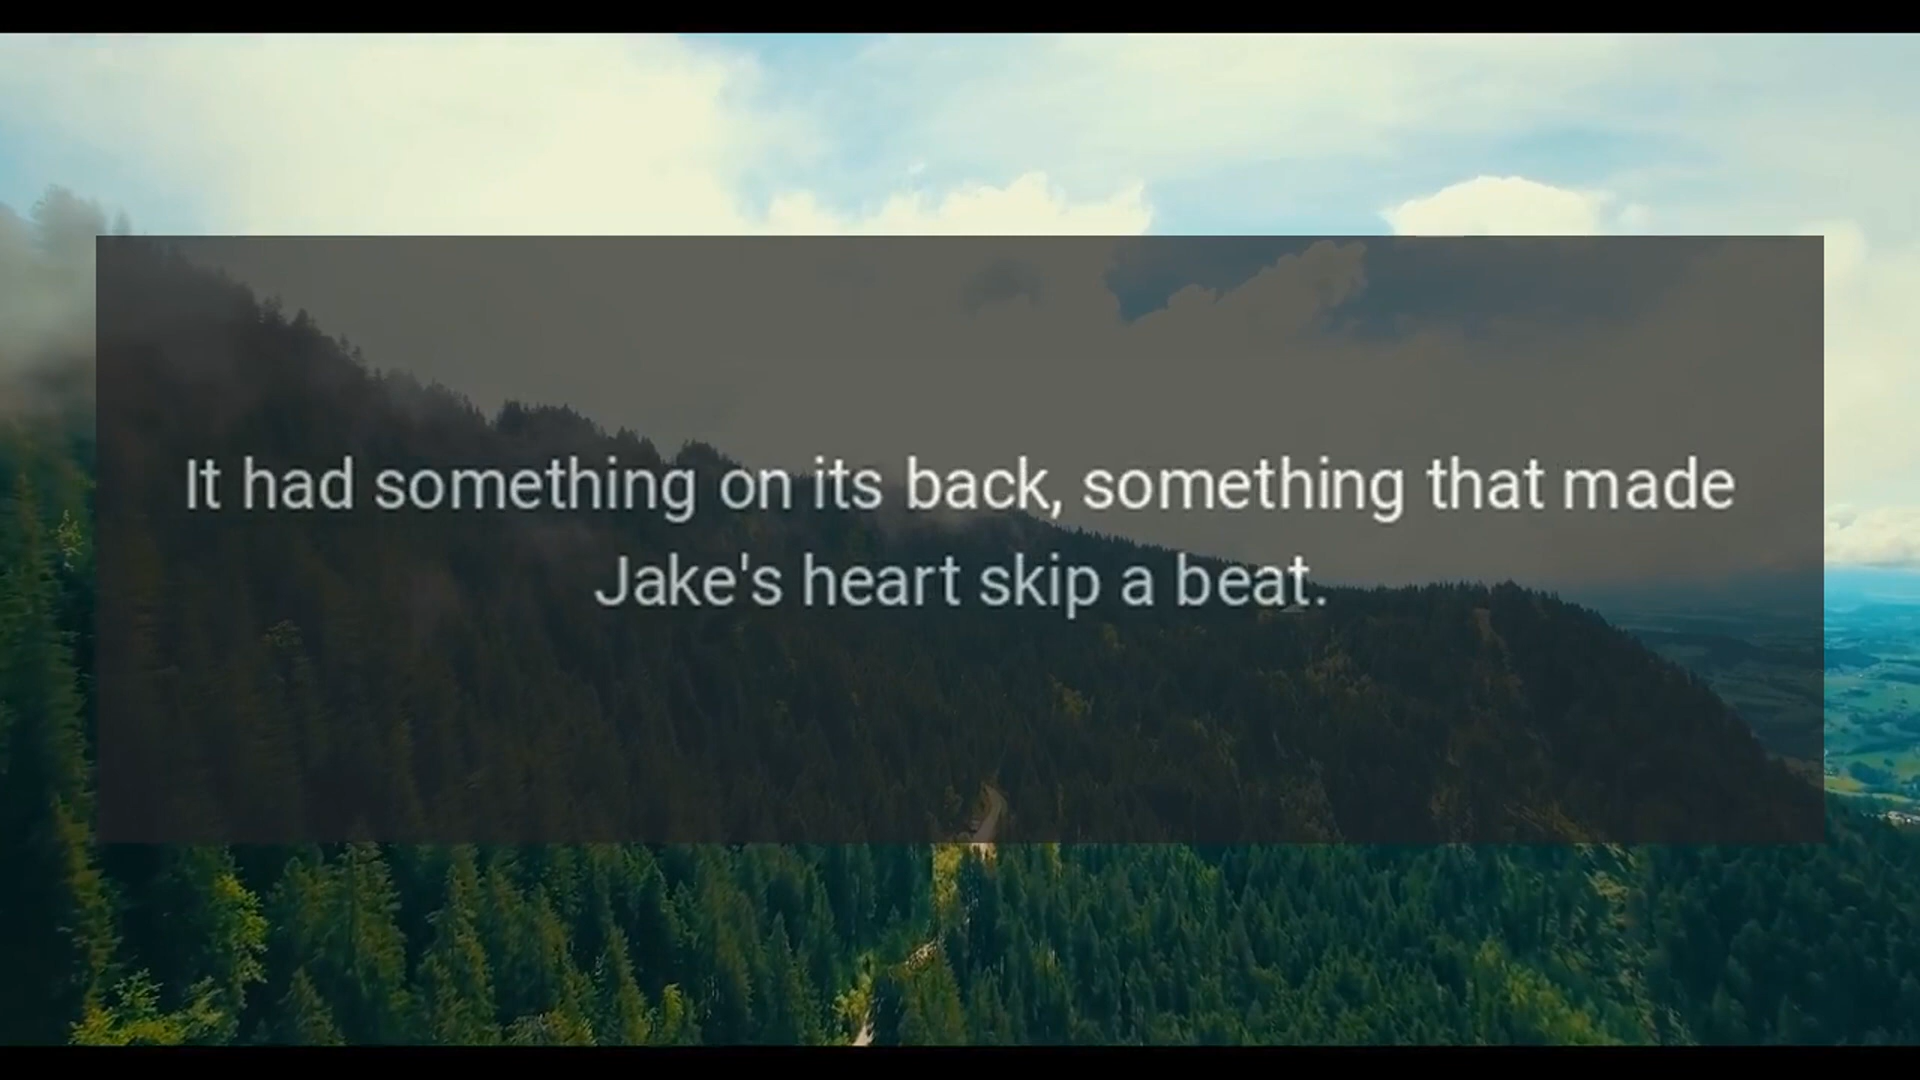 It had something on its back, something that made
Jake's heart skip a beat.